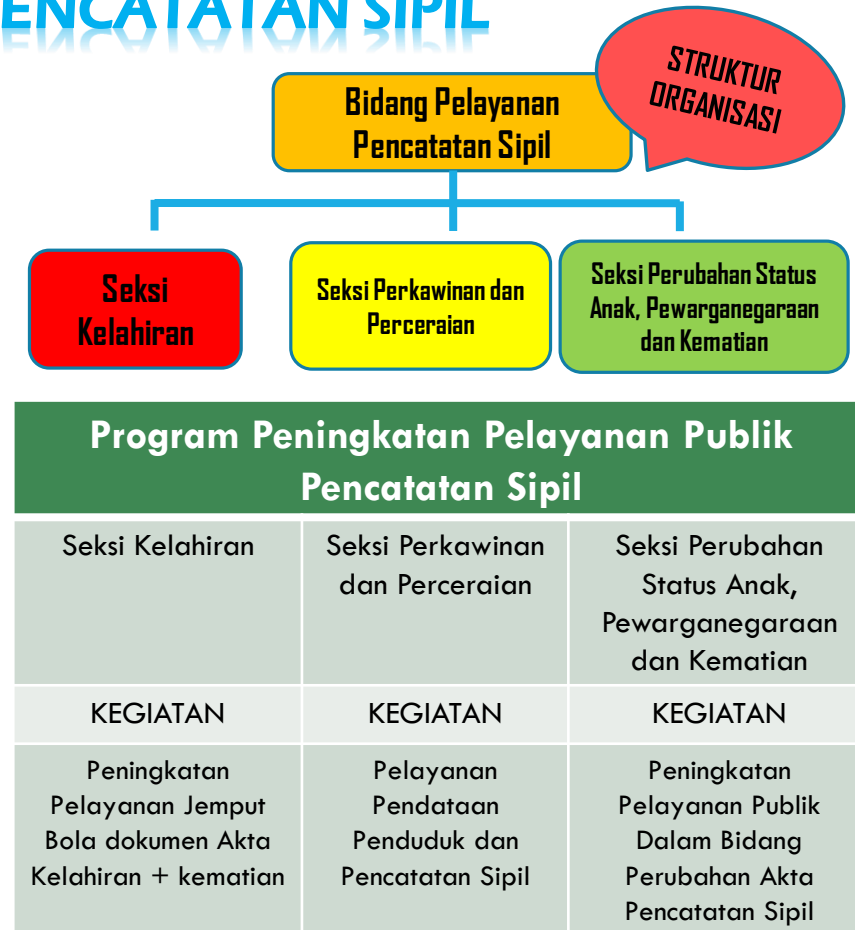 ENCATATAN SIPIL
STRUKTUR
ORGANISASI
Bidang Pelayanan
Pencatatan Sipil
Seksi
Kelahiran
Seksi Perkawinan dan
Perceraian
Seksi Perubahan Status
Anak, Pewarganegaraan
dan Kematian
Program Peningkatan Pelayanan Publik
Pencatatan Sipil
Seksi Kelahiran
Seksi Perkawinan
dan Perceraian
Seksi Perubahan
Status Anak,
Pewarganegaraan
dan Kematian
KEGIATAN
KEGIATAN
KEGIATAN
Peningkatan
Pelayanan Jemput
Bola dokumen Akta
Kelahiran + kematian
Pelayanan
Pendataan
Penduduk dan
Pencatatan Sipil
Peningkatan
Pelayanan Publik
Dalam Bidang
Perubahan Akta
Pencatatan Sipil